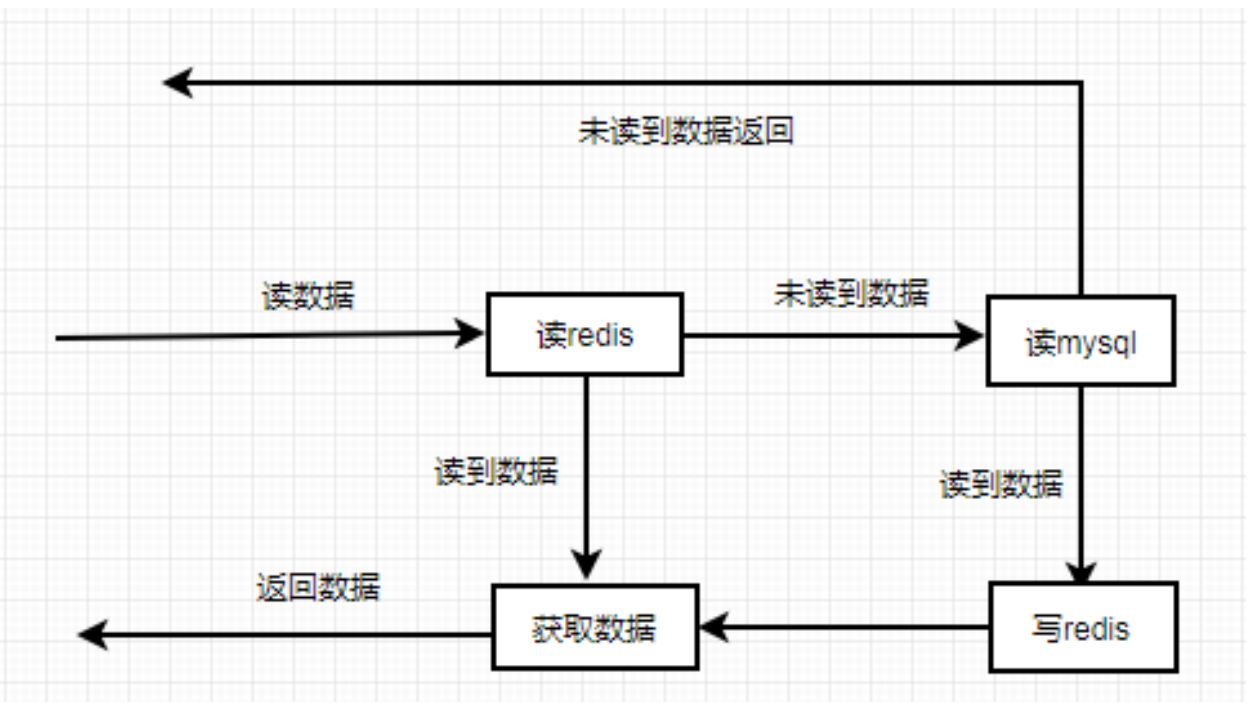 未读到数据返回
读数据
未读到数据
读redis
读mysql
读到数据
读到数据
返回数据
获取数据
写redis